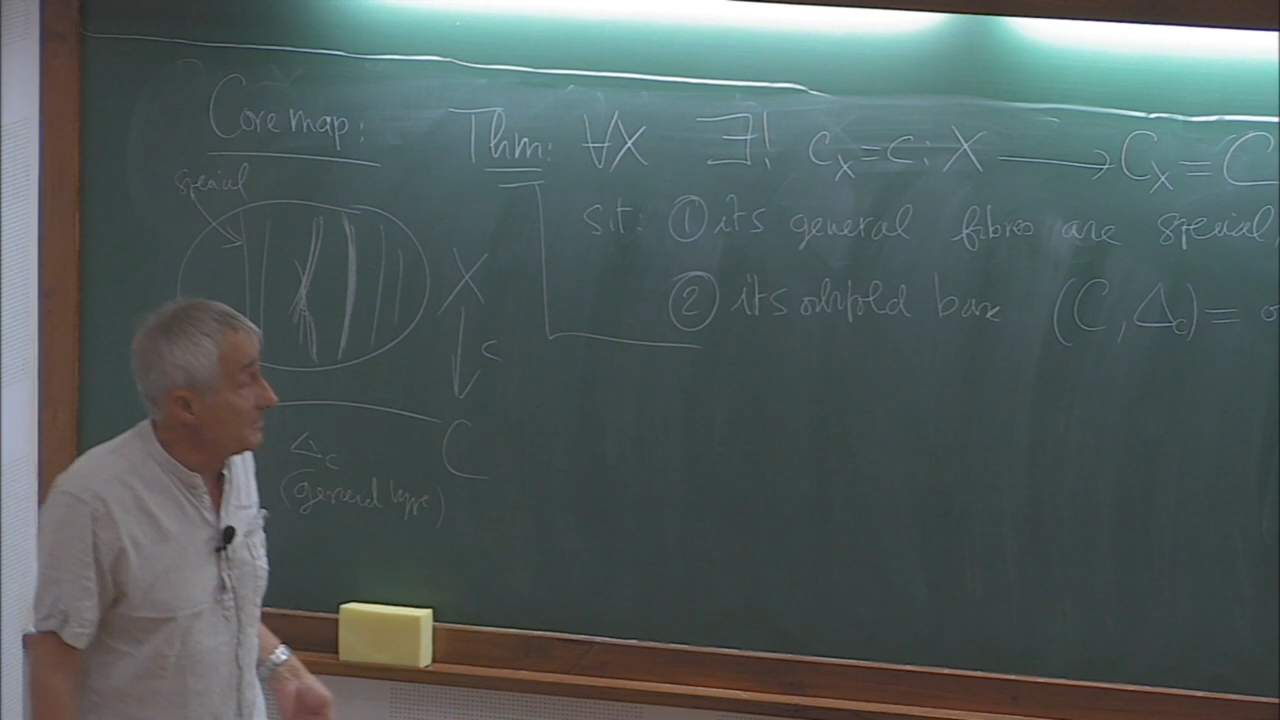 Core map:
Thm: ∀X ∃! c_X = c : X ⟶ C_X = C
s.t. ① its general fibres are special,
② its orbifold base (C, Δ_C) = o
special
X
↓ c
C
Δ_C
(general type)